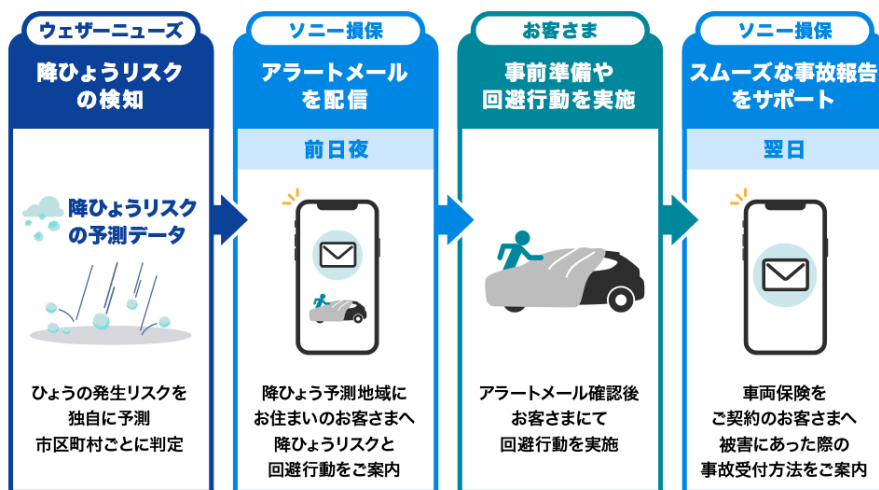 ウェザーニューズ
降ひょうリスク
の検知
降ひょうリスク
の予測データ
ひょうの発生リスクを
独自に予測
市区町村ごとに判定
ソニー損保
アラートメール
を配信
前日夜
降ひょう予測地域に
お住まいのお客さまへ
降ひょうリスクと
回避行動をご案内
お客さま
事前準備や
回避行動を実施
アラートメール確認後
お客さまにて
回避行動を実施
ソニー損保
スムーズな事故報告
をサポート
翌日
車両保険を
ご契約のお客さまへ
被害にあった際の
事故受付方法をご案内